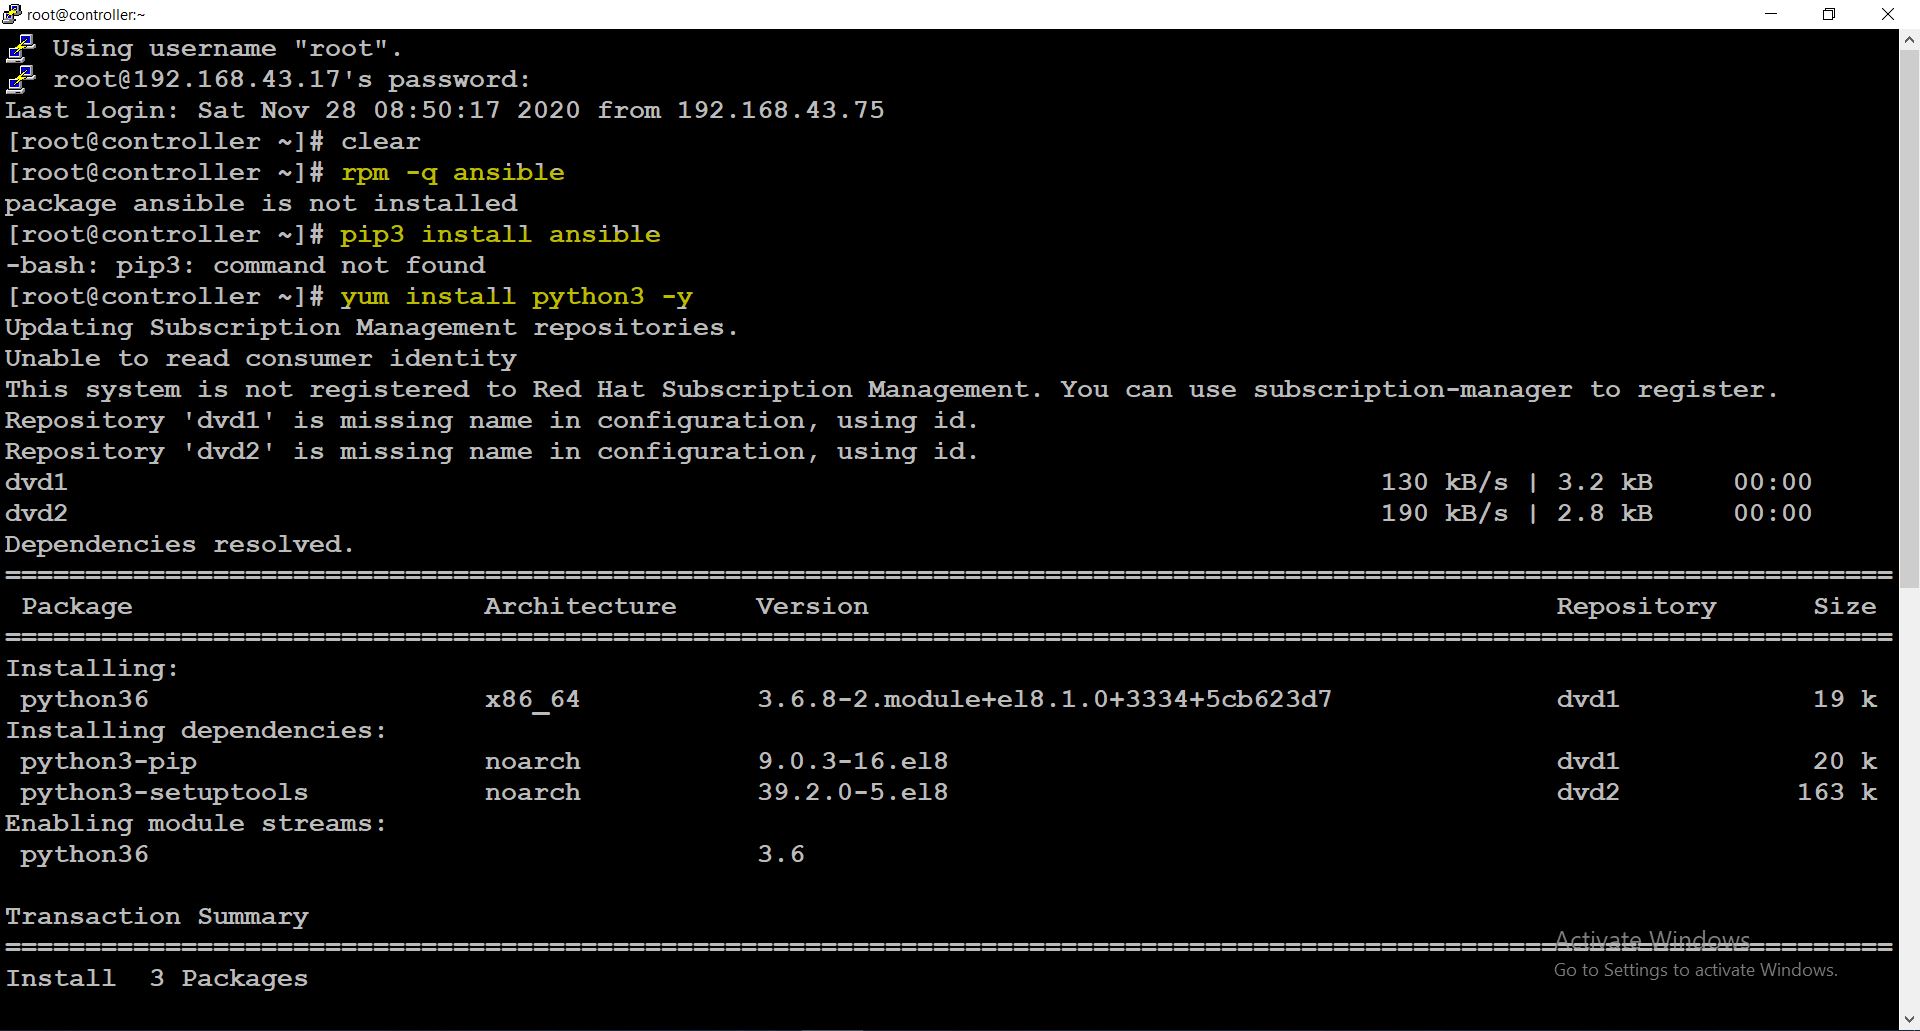 root@controller:~
Using username "root".
root@192.168.43.17's password:
Last login: Sat Nov 28 08:50:17 2020 from 192.168.43.75
[root@controller ~]# clear
[root@controller ~]# rpm -q ansible
package ansible is not installed
[root@controller ~]# pip3 install ansible
-bash: pip3: command not found
[root@controller ~]# yum install python3 -y
Updating Subscription Management repositories.
Unable to read consumer identity
This system is not registered to Red Hat Subscription Management. You can use subscription-manager to register.
Repository 'dvd1' is missing name in configuration, using id.
Repository 'dvd2' is missing name in configuration, using id.
dvd1 130 kB/s | 3.2 kB 00:00
dvd2 190 kB/s | 2.8 kB 00:00
Dependencies resolved.
Package Architecture Version Repository Size
Installing:
python36 x86_64 3.6.8-2.module+el8.1.0+3334+5cb623d7 dvd1 19 k
Installing dependencies:
python3-pip noarch 9.0.3-16.el8 dvd1 20 k
python3-setuptools noarch 39.2.0-5.el8 dvd2 163 k
Enabling module streams:
python36 3.6
Transaction Summary
Activate Windows
Install 3 Packages
Go to Settings to activate Windows.